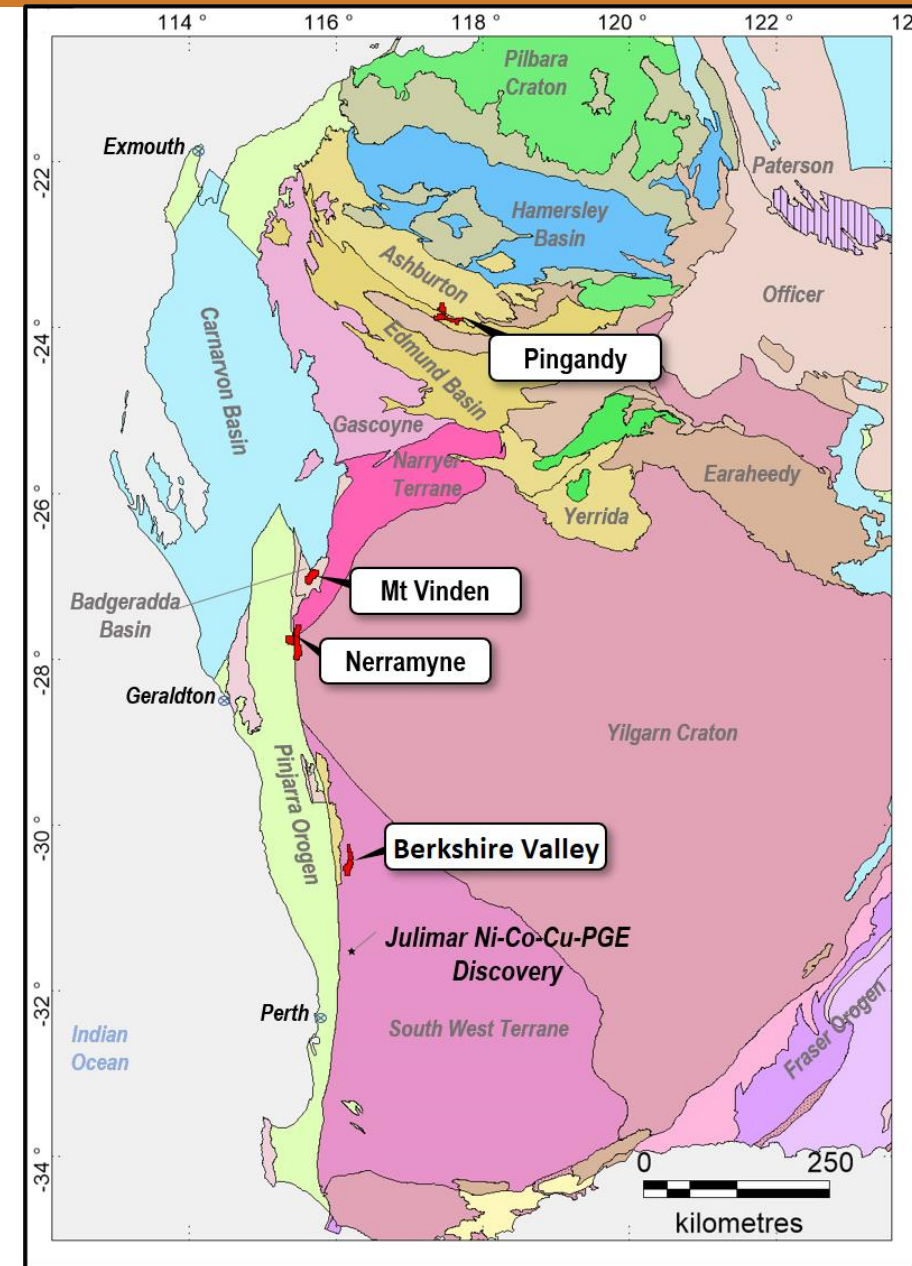 114 °
116 °
118 °
120 °
122 °
12
-22°
-24°
-26°
-28°
-30°
-32°
-34°
Pilbara
Craton
Exmouth
Paterson
Hamersley
Basin
Ashburton
Officer
Carnarvon Basin
Pingandy
Edmund Basin
Gascoyne
Narryer
Terrane
Earaheedy
Yerrida
Mt Vinden
Badgeradda
Basin
Nerramyne
Geraldton
Yilgarn Craton
Pinjarra Orogen
Berkshire Valley
Julimar Ni-Co-Cu-PGE
Discovery
Perth
South West Terrane
Fraser Orogen
Indian
Ocean
0
250
kilometres